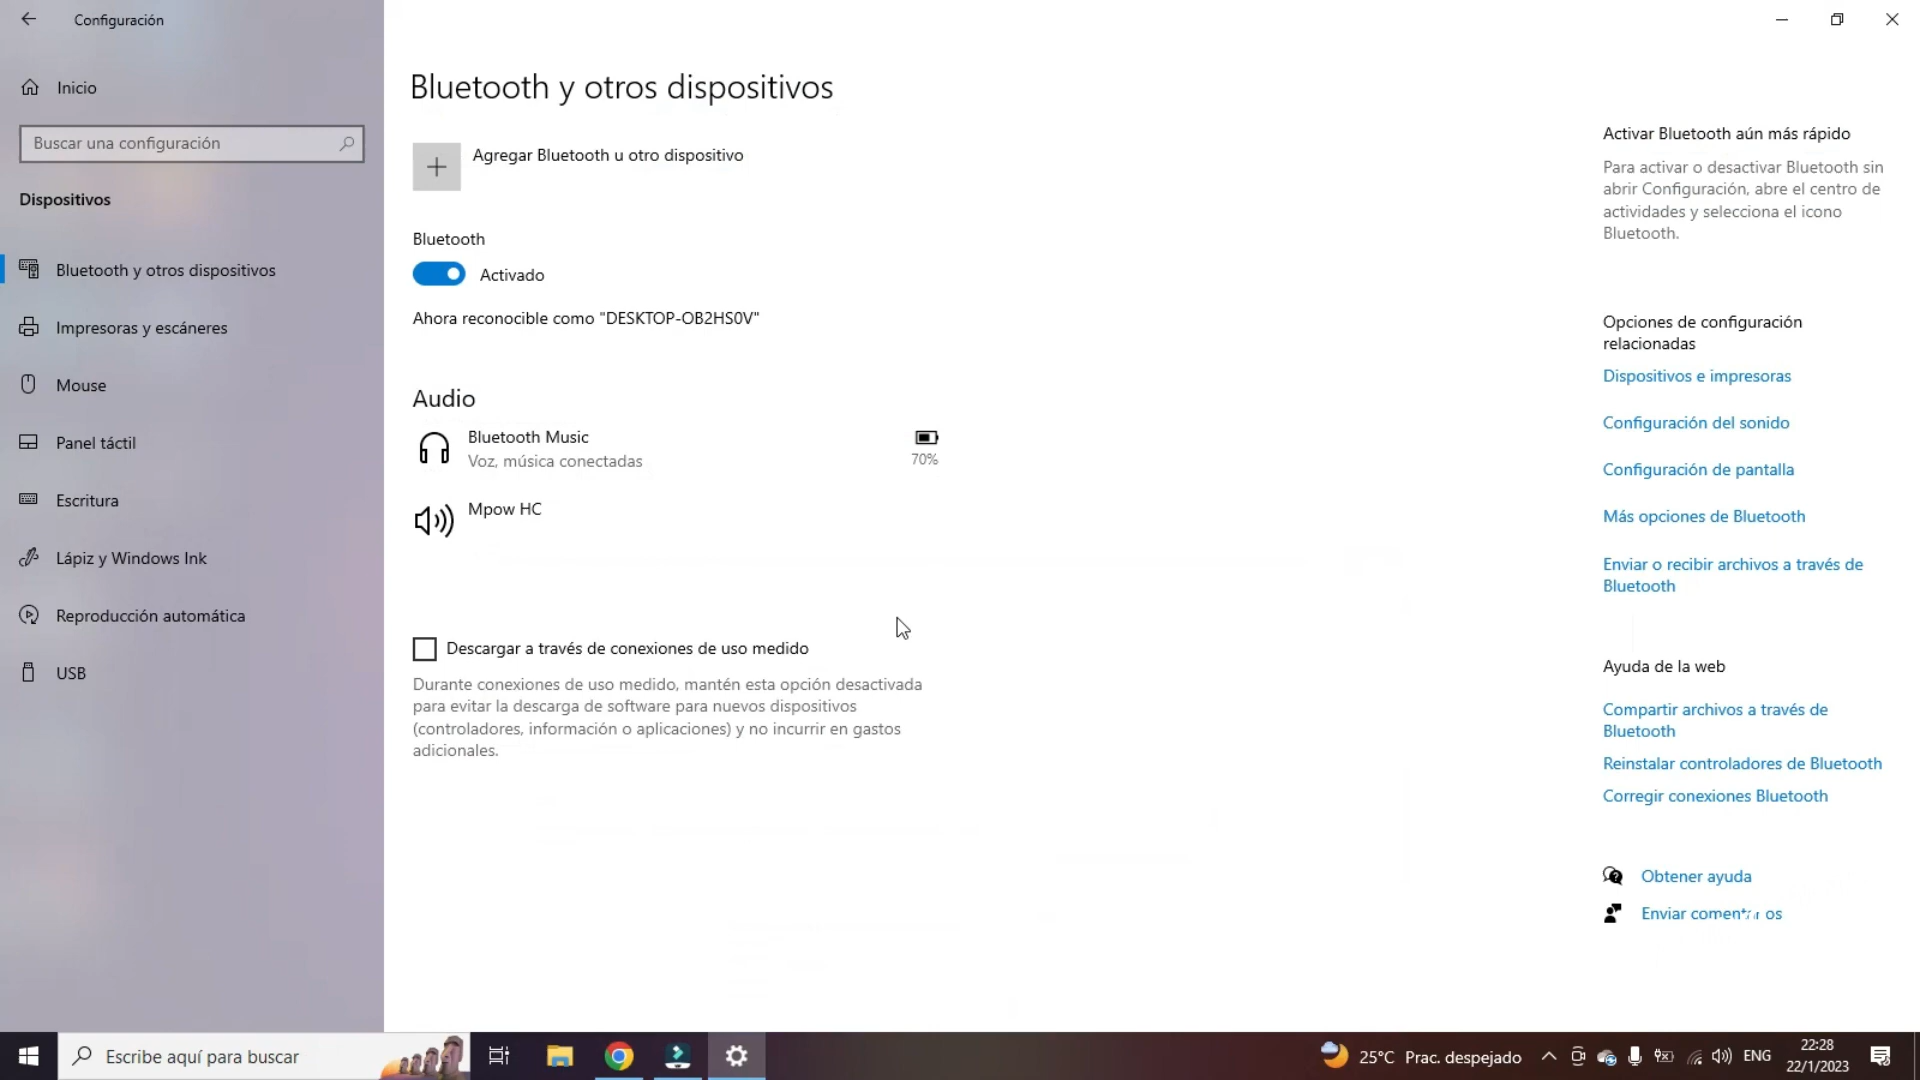 Configuración
Inicio
Buscar una configuración
Dispositivos
Bluetooth y otros dispositivos
Impresoras y escáneres
Mouse
Panel táctil
Escritura
Lápiz y Windows Ink
Reproducción automática
USB
Bluetooth y otros dispositivos
Agregar Bluetooth u otro dispositivo
Bluetooth
Activado
Ahora reconocible como "DESKTOP-OB2HS0V"
Audio
Bluetooth Music
Voz, música conectadas
70%
Mpow HC
Descargar a través de conexiones de uso medido
Durante conexiones de uso medido, mantén esta opción desactivada
para evitar la descarga de software para nuevos dispositivos
(controladores, información o aplicaciones) y no incurrir en gastos
adicionales.
Activar Bluetooth aún más rápido
Para activar o desactivar Bluetooth sin
abrir Configuración, abre el centro de
actividades y selecciona el icono
Bluetooth.
Opciones de configuración
relacionadas
Dispositivos e impresoras
Configuración del sonido
Configuración de pantalla
Más opciones de Bluetooth
Enviar o recibir archivos a través de
Bluetooth
Ayuda de la web
Compartir archivos a través de
Bluetooth
Reinstalar controladores de Bluetooth
Corregir conexiones Bluetooth
Obtener ayuda
Enviar comentarios
Escribe aquí para buscar
25°C Prac. despejado
ENG
22:28
22/1/2023